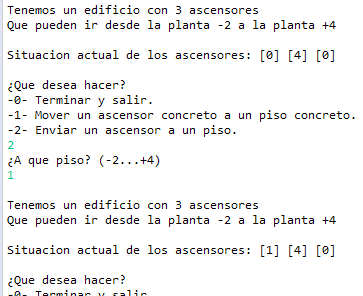 Tenemos un edificio con 3 ascensores
Que pueden ir desde la planta -2 a la planta +4
Situacion actual de los ascensores: [0] [4] [0]
¿Que desea hacer?
-0- Terminar y salir.
-1- Mover un ascensor concreto a un piso concreto.
-2- Enviar un ascensor a un piso.
2
¿A que piso? (-2...+4)
1
Tenemos un edificio con 3 ascensores
Que pueden ir desde la planta -2 a la planta +4
Situacion actual de los ascensores: [1] [4] [0]
¿Que desea hacer?
-0- Terminar y salir